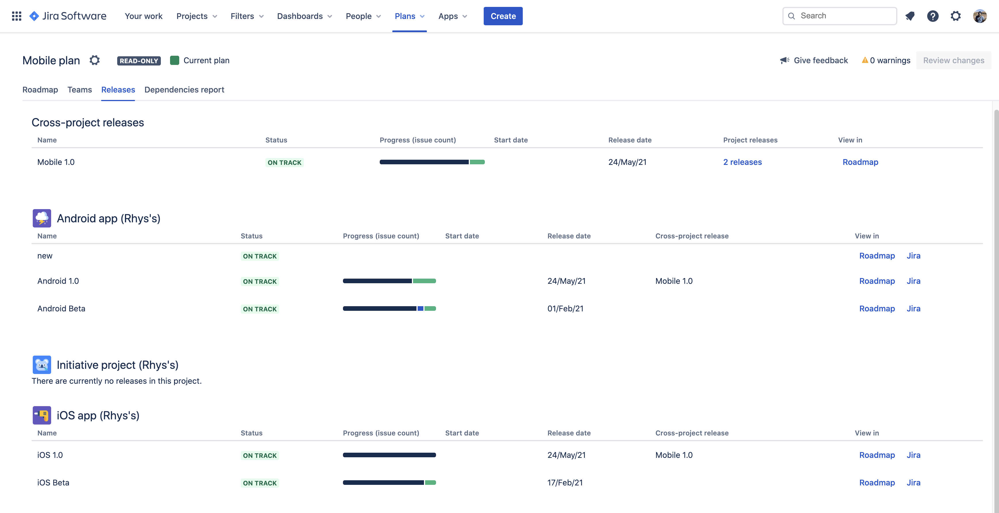 Jira Software Your work Projects Filters Dashboards People Plans Apps Create Search
Mobile plan READ-ONLY Current plan Give feedback 0 warnings Review changes
Roadmap Teams Releases Dependencies report
Cross-project releases
Name Status Progress (issue count) Start date Release date Project releases View in
Mobile 1.0 ON TRACK 24/May/21 2 releases Roadmap
Android app (Rhys's)
Name Status Progress (issue count) Start date Release date Cross-project release View in
new ON TRACK Roadmap Jira
Android 1.0 ON TRACK 24/May/21 Mobile 1.0 Roadmap Jira
Android Beta ON TRACK 01/Feb/21 Roadmap Jira
Initiative project (Rhys's)
There are currently no releases in this project.
iOS app (Rhys's)
Name Status Progress (issue count) Start date Release date Cross-project release View in
iOS 1.0 ON TRACK 24/May/21 Mobile 1.0 Roadmap Jira
iOS Beta ON TRACK 17/Feb/21 Roadmap Jira